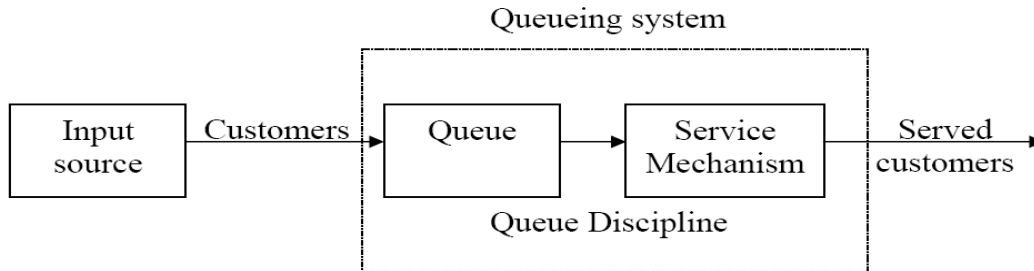 Queueing system
Input
source
Customers
Queue
Service
Mechanism
Served
customers
Queue Discipline